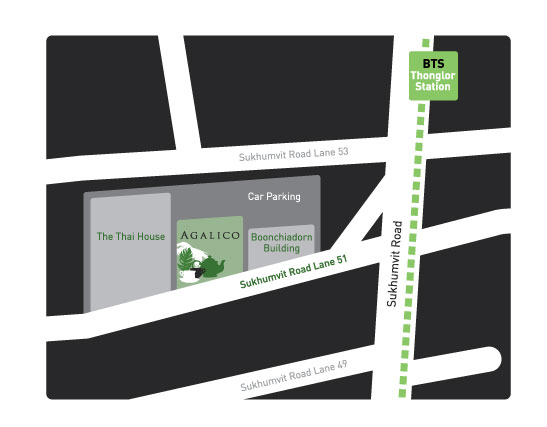 BTS
Thonglor
Station
Sukhumvit Road Lane 53
Car Parking
The Thai House
AGALICO
Boonchiadorn
Building
Sukhumvit Road Lane 51
Sukhumvit Road
Sukhumvit Road Lane 49